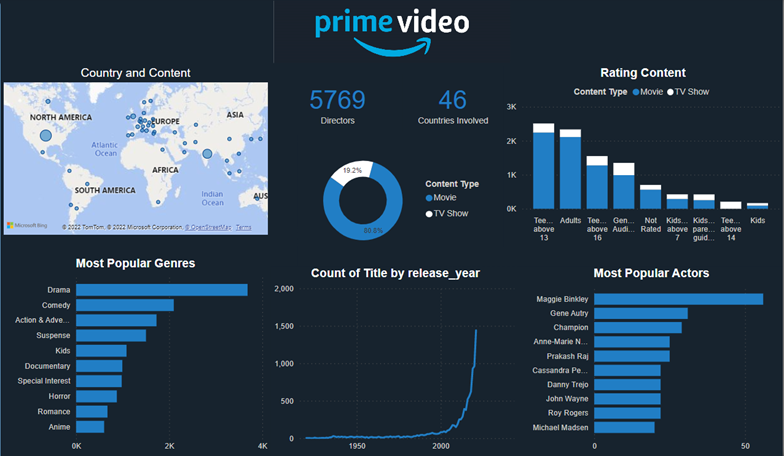 prime video
Country and Content
NORTH AMERICA
EUROPE
ASIA
Atlantic
Ocean
AFRICA
SOUTH AMERICA
Indian
Ocean
AUS
Microsoft Bing
© 2022 TomTom, © 2022 Microsoft Corporation, © OpenStreetMap Terms
5769
Directors
46
Countries Involved
19.2%
80.8%
Content Type
Movie
TV Show
Rating Content
Content Type Movie TV Show
3K
2K
1K
0K
Tee... above 13
Adults
Tee... above 16
Gen... Audi...
Not Rated
Kids... above 7
Kids... pare... guid...
Tee... above 14
Kids
Most Popular Genres
Drama
Comedy
Action & Adve...
Suspense
Kids
Documentary
Special Interest
Horror
Romance
Anime
0K 2K 4K
Count of Title by release_year
2,000
1,500
1,000
500
0
1950 2000
Most Popular Actors
Maggie Binkley
Gene Autry
Champion
Anne-Marie N...
Prakash Raj
Cassandra Pe...
Danny Trejo
John Wayne
Roy Rogers
Michael Madsen
0 50